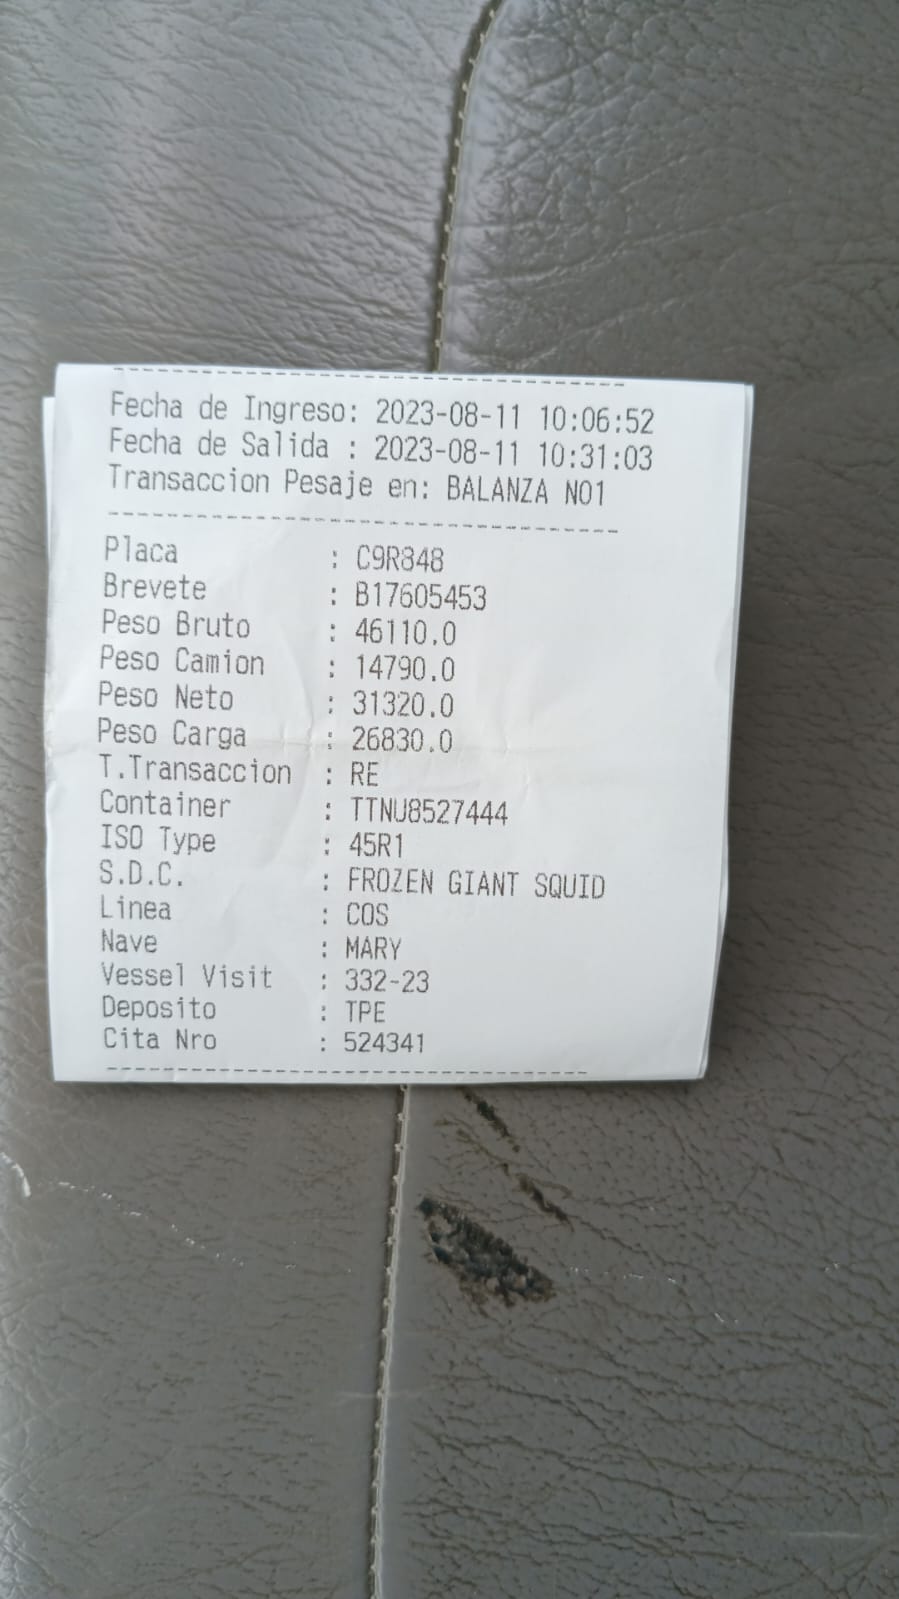 Fecha de Ingreso: 2023-08-11 10:06:52
Fecha de Salida : 2023-08-11 10:31:03
Transaccion Pesaje en: BALANZA NO1
Placa : C9R848
Brevete : B17605453
Peso Bruto : 46110.0
Peso Camion : 14790.0
Peso Neto : 31320.0
Peso Carga : 26830.0
T.Transaccion : RE
Container : TTNU8527444
ISO Type : 45R1
S.D.C. : FROZEN GIANT SQUID
Linea : COS
Nave : MARY
Vessel Visit : 332-23
Deposito : TPE
Cita Nro : 524341